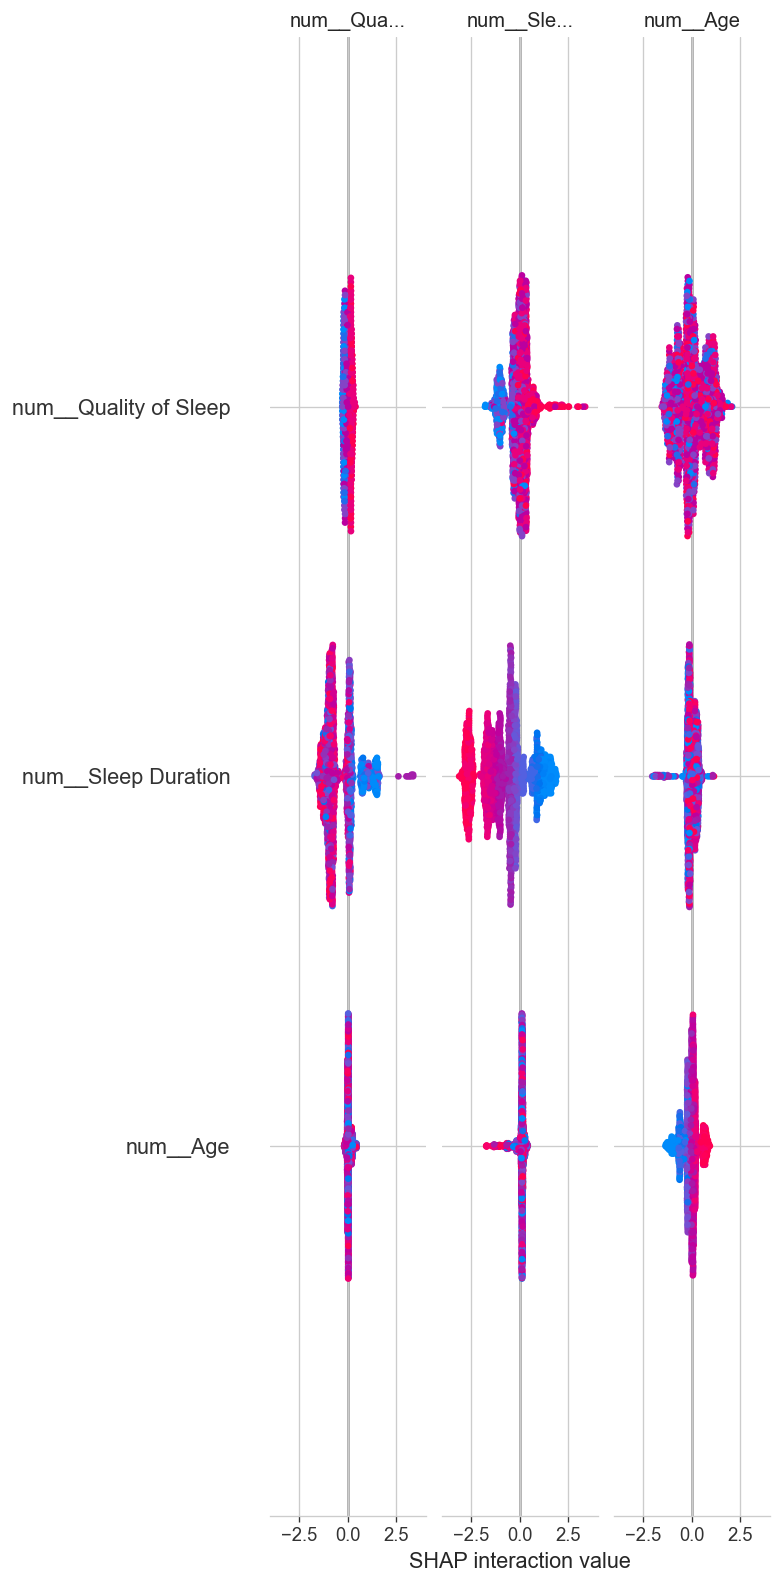 num__Qua... num__Sle... num__Age
num__Quality of Sleep
num__Sleep Duration
num__Age
−2.5 0.0 2.5 −2.5 0.0 2.5 −2.5 0.0 2.5
SHAP interaction value